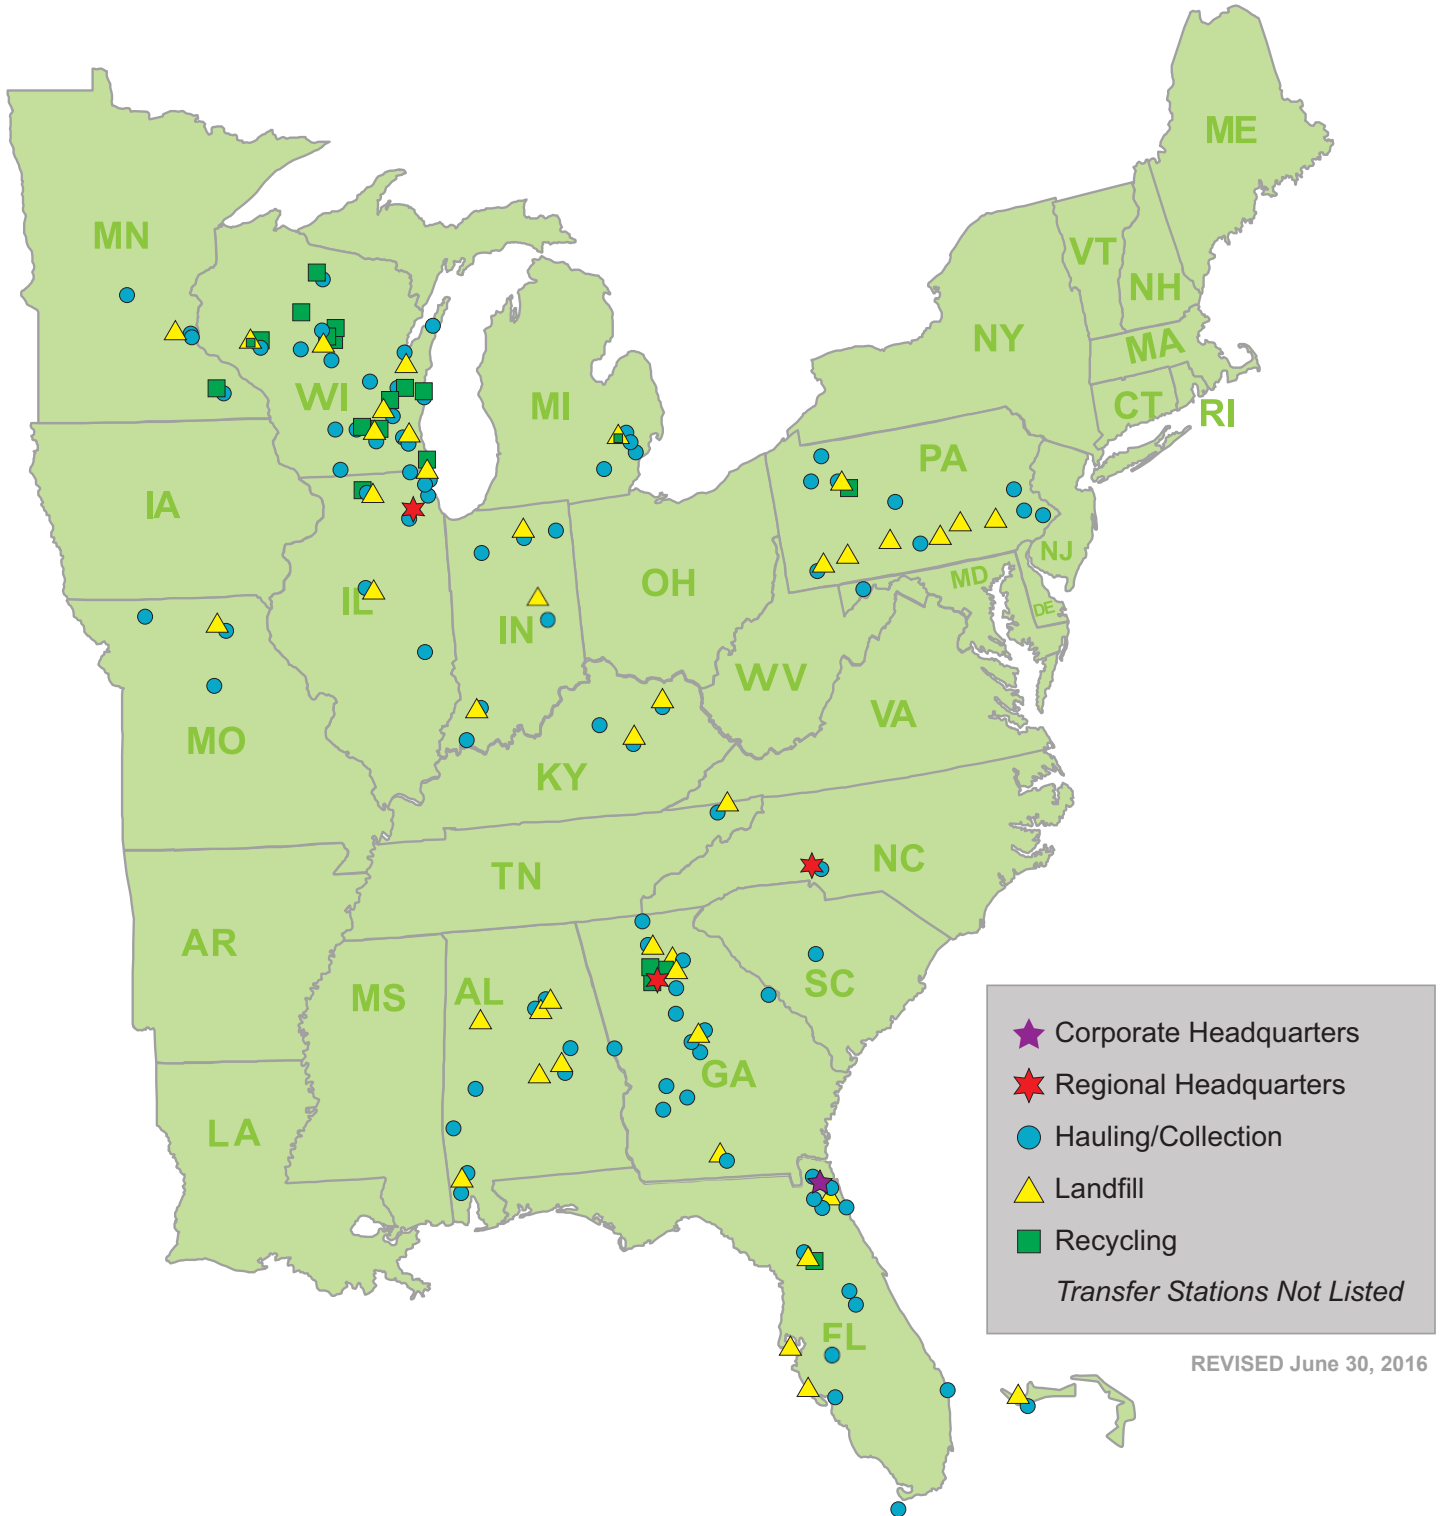 ME
MN
VT
NH
NY
MA
WI
MI
CT
RI
PA
IA
NJ
MD
OH
IL
DE
IN
WV
VA
MO
KY
NC
TN
AR
SC
MS
AL
GA
LA
FL
Corporate Headquarters
Regional Headquarters
Hauling/Collection
Landfill
Recycling
Transfer Stations Not Listed
REVISED June 30, 2016